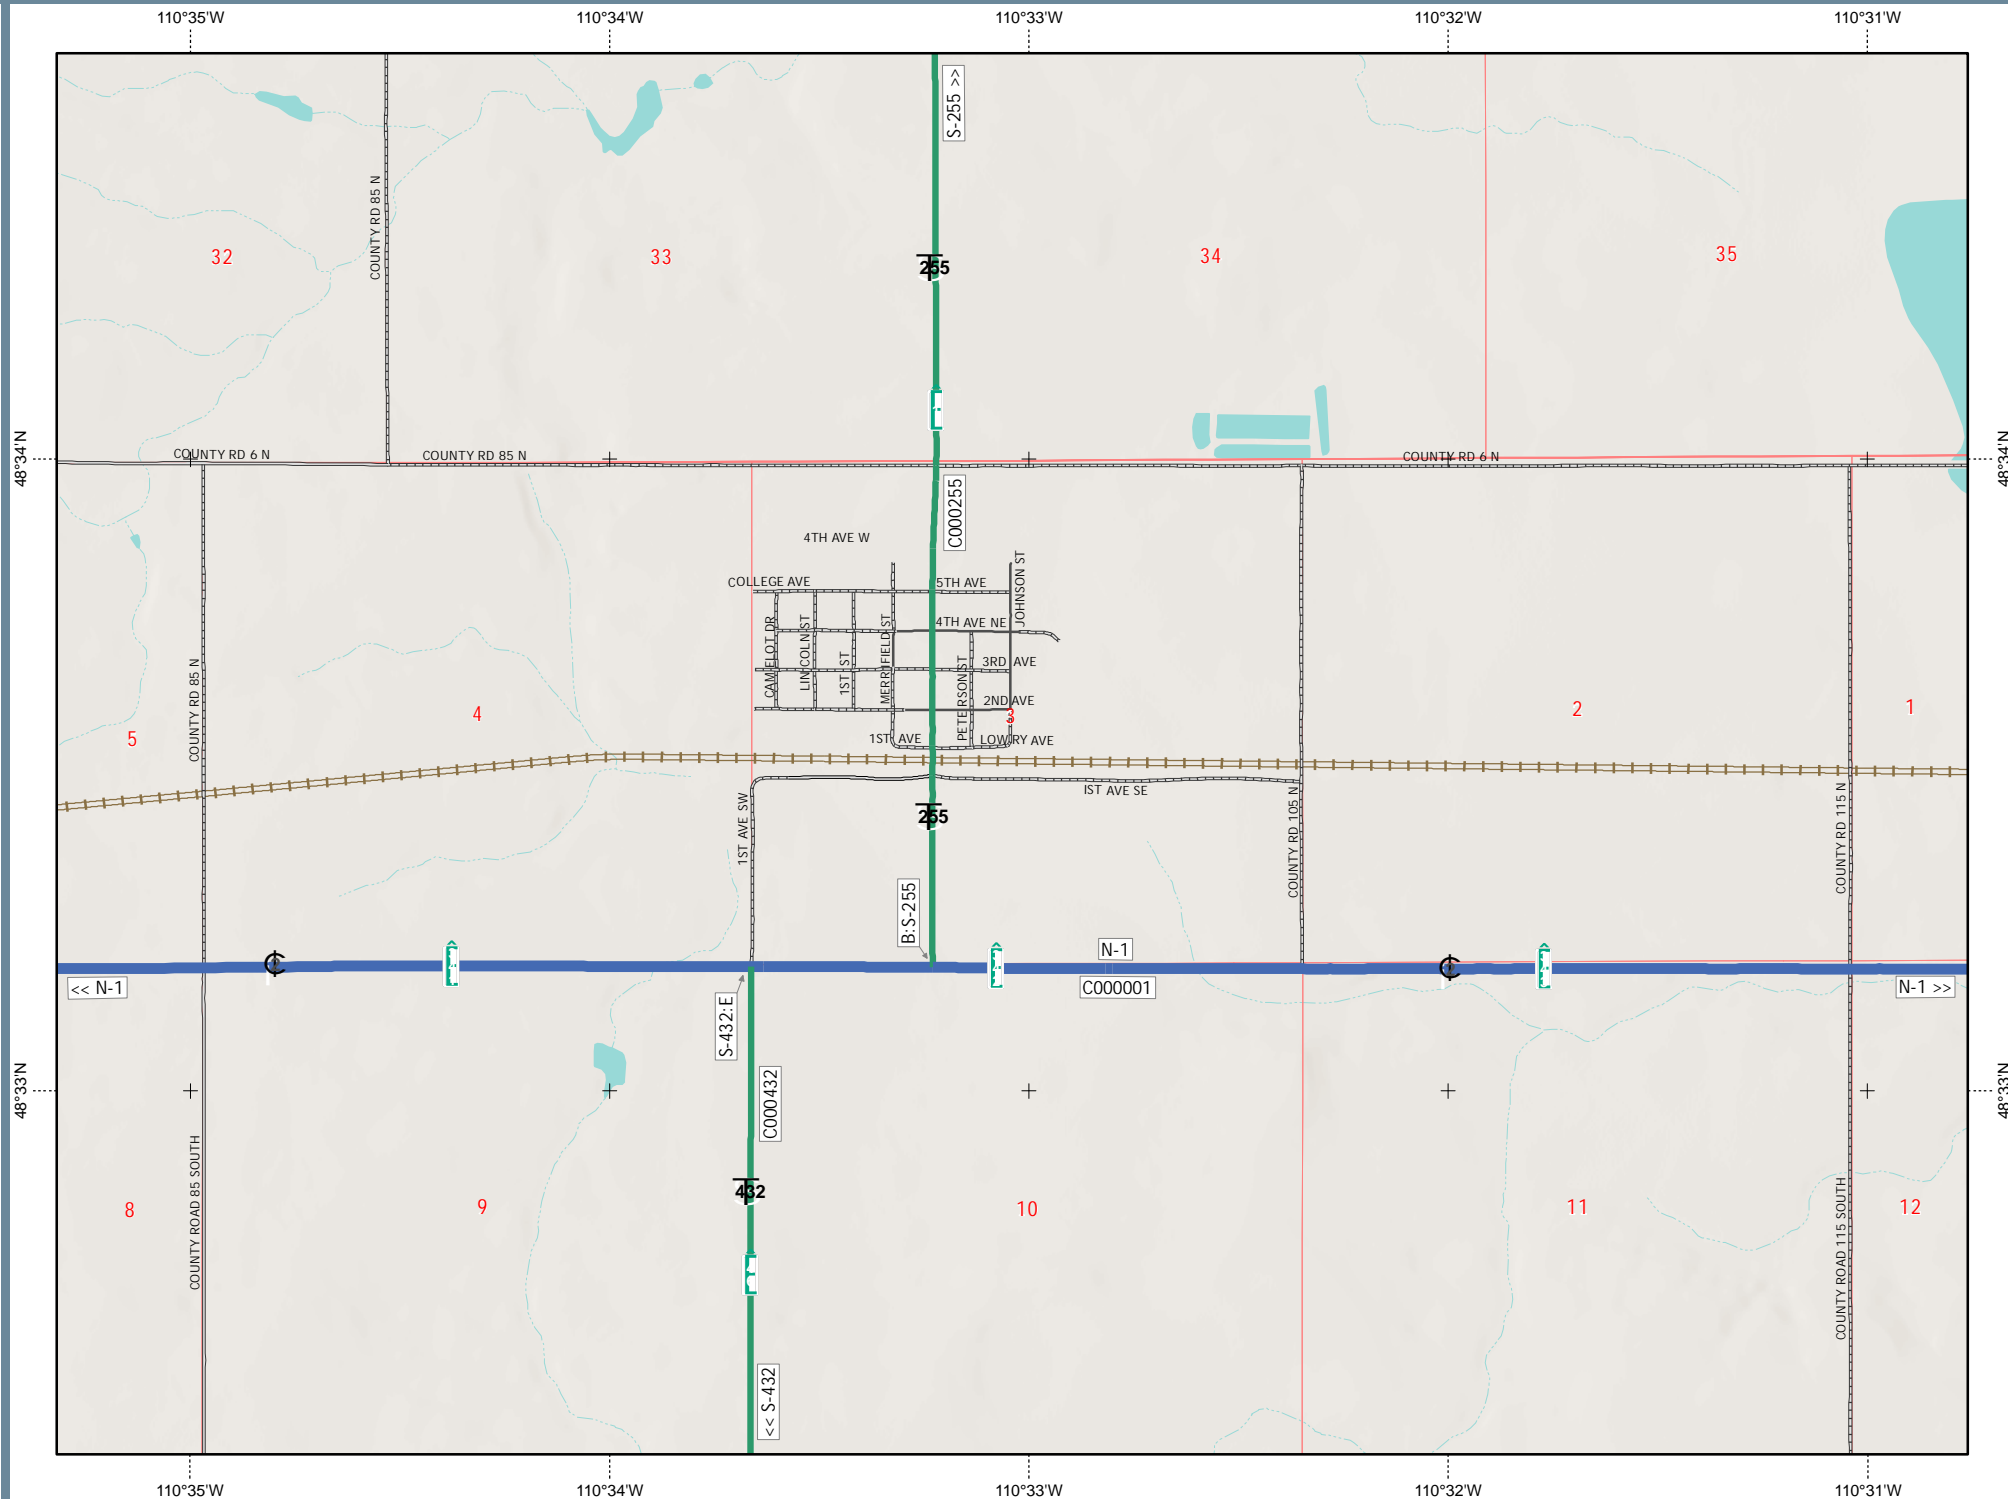 110°35'W
110°34'W
110°33'W
110°32'W
110°31'W
S-255 >>
COUNTY RD 85 N
32
33
255
34
35
48°34'N
48°34'N
COUNTY RD 6 N
COUNTY RD 85 N
COUNTY RD 6 N
C000255
4TH AVE W
COLLEGE AVE
5TH AVE
JOHNSON ST
4TH AVE NE
CAMELOT DR
LINCOLN ST
1ST ST
MERRIFIELD ST
PETERSON ST
3RD AVE
2ND AVE
COUNTY RD 85 N
5
4
3
2
1
1ST AVE
LOWRY AVE
IST AVE SE
1ST AVE SW
255
COUNTY RD 105 N
COUNTY RD 115 N
B:S-255
N-1
<< N-1
C000001
N-1 >>
S-432:E
C000432
48°33'N
48°33'N
COUNTY ROAD 85 SOUTH
432
8
9
10
11
12
COUNTY ROAD 115 SOUTH
<< S-432
110°35'W
110°34'W
110°33'W
110°32'W
110°31'W